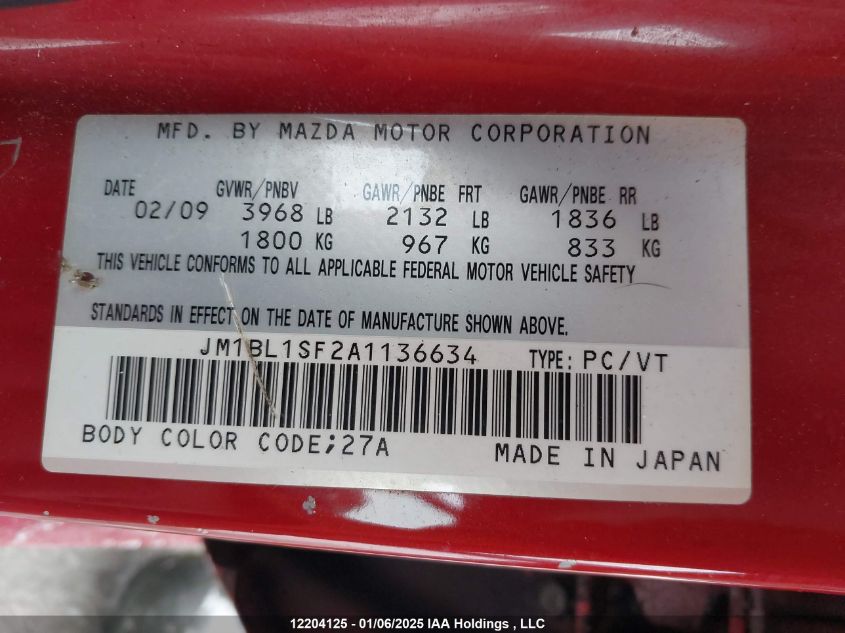 MFD. BY MAZDA MOTOR CORPORATION
DATE GVWR/PNBV GAWR/PNBE FRT GAWR/PNBE RR
02/09 3968 LB 2132 LB 1836 LB
1800 KG 967 KG 833 KG
THIS VEHICLE CONFORMS TO ALL APPLICABLE FEDERAL MOTOR VEHICLE SAFETY
STANDARDS IN EFFECT ON THE DATE OF MANUFACTURE SHOWN ABOVE.
JM1BL1SF2A1136634 TYPE: PC/VT
BODY COLOR CODE;27A MADE IN JAPAN
12204125 - 01/06/2025 IAA Holdings , LLC